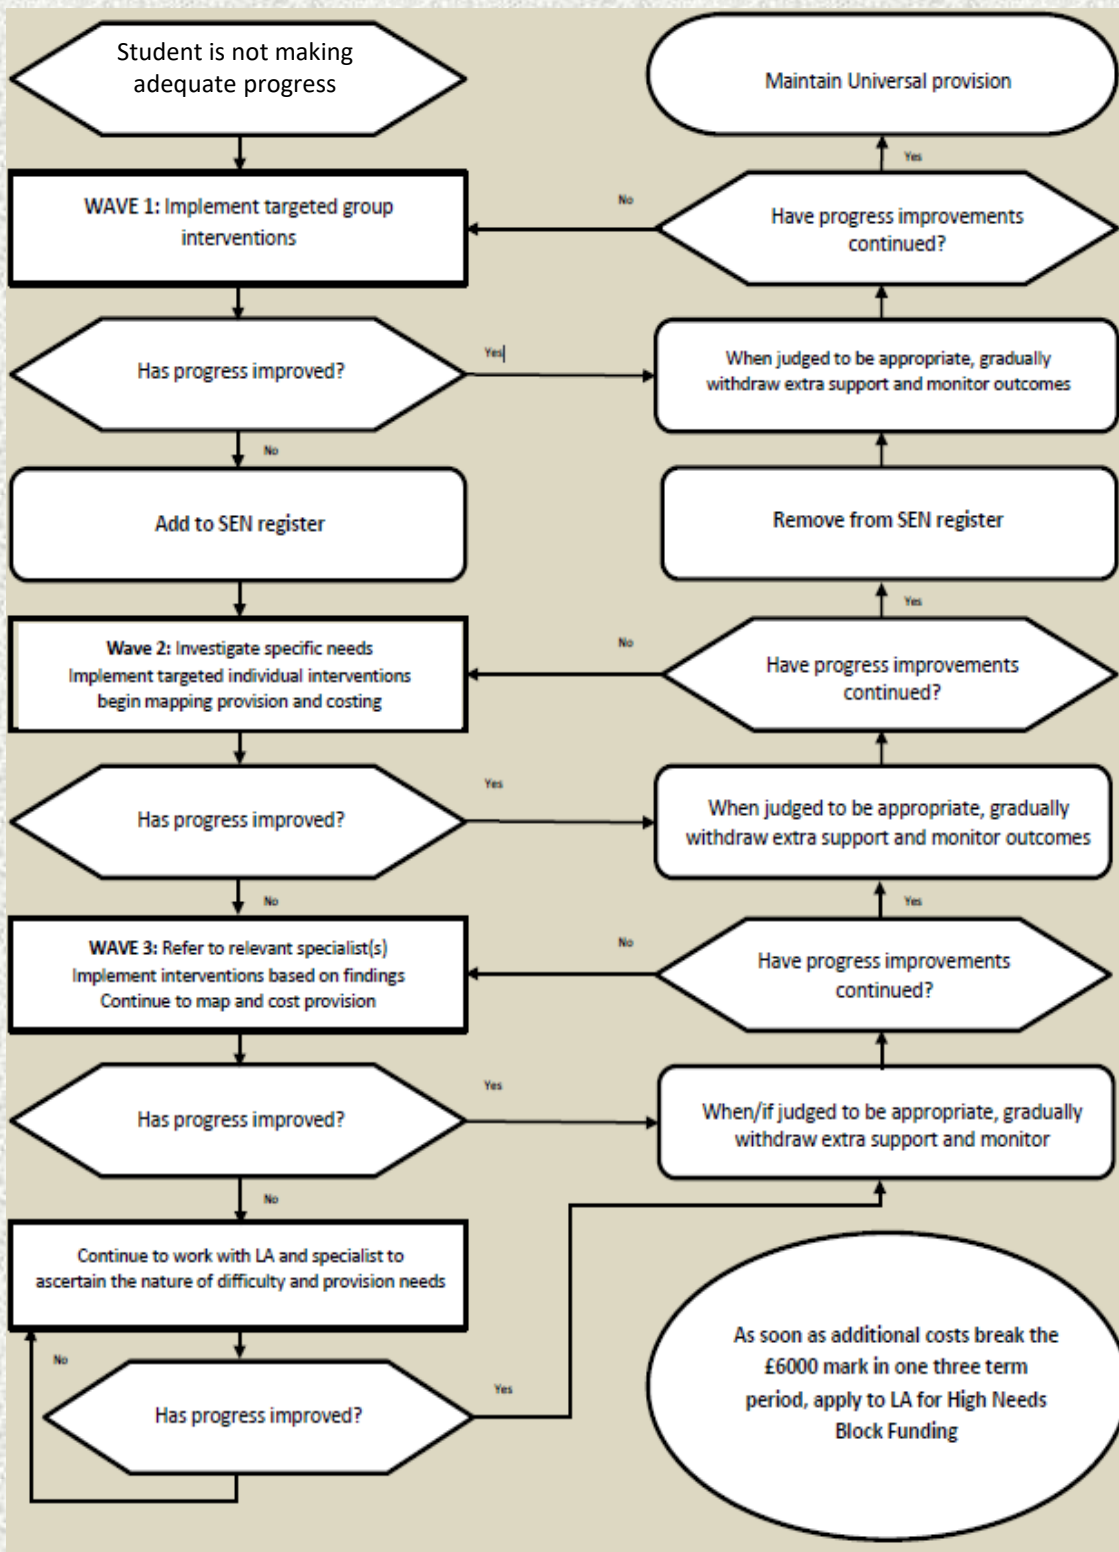 Student is not making
adequate progress
Maintain Universal provision
Yes
WAVE 1: Implement targeted group
interventions
No
Have progress improvements
continued?
Has progress improved?
Yes
When judged to be appropriate, gradually
withdraw extra support and monitor outcomes
No
Add to SEN register
Remove from SEN register
Yes
Wave 2: Investigate specific needs
Implement targeted individual interventions
begin mapping provision and costing
No
Have progress improvements
continued?
Has progress improved?
Yes
When judged to be appropriate, gradually
withdraw extra support and monitor outcomes
No
Yes
WAVE 3: Refer to relevant specialist(s)
Implement interventions based on findings
Continue to map and cost provision
No
Have progress improvements
continued?
Has progress improved?
Yes
When/if judged to be appropriate, gradually
withdraw extra support and monitor
No
Continue to work with LA and specialist to
ascertain the nature of difficulty and provision needs
No
Has progress improved?
Yes
As soon as additional costs break the
£6000 mark in one three term
period, apply to LA for High Needs
Block Funding